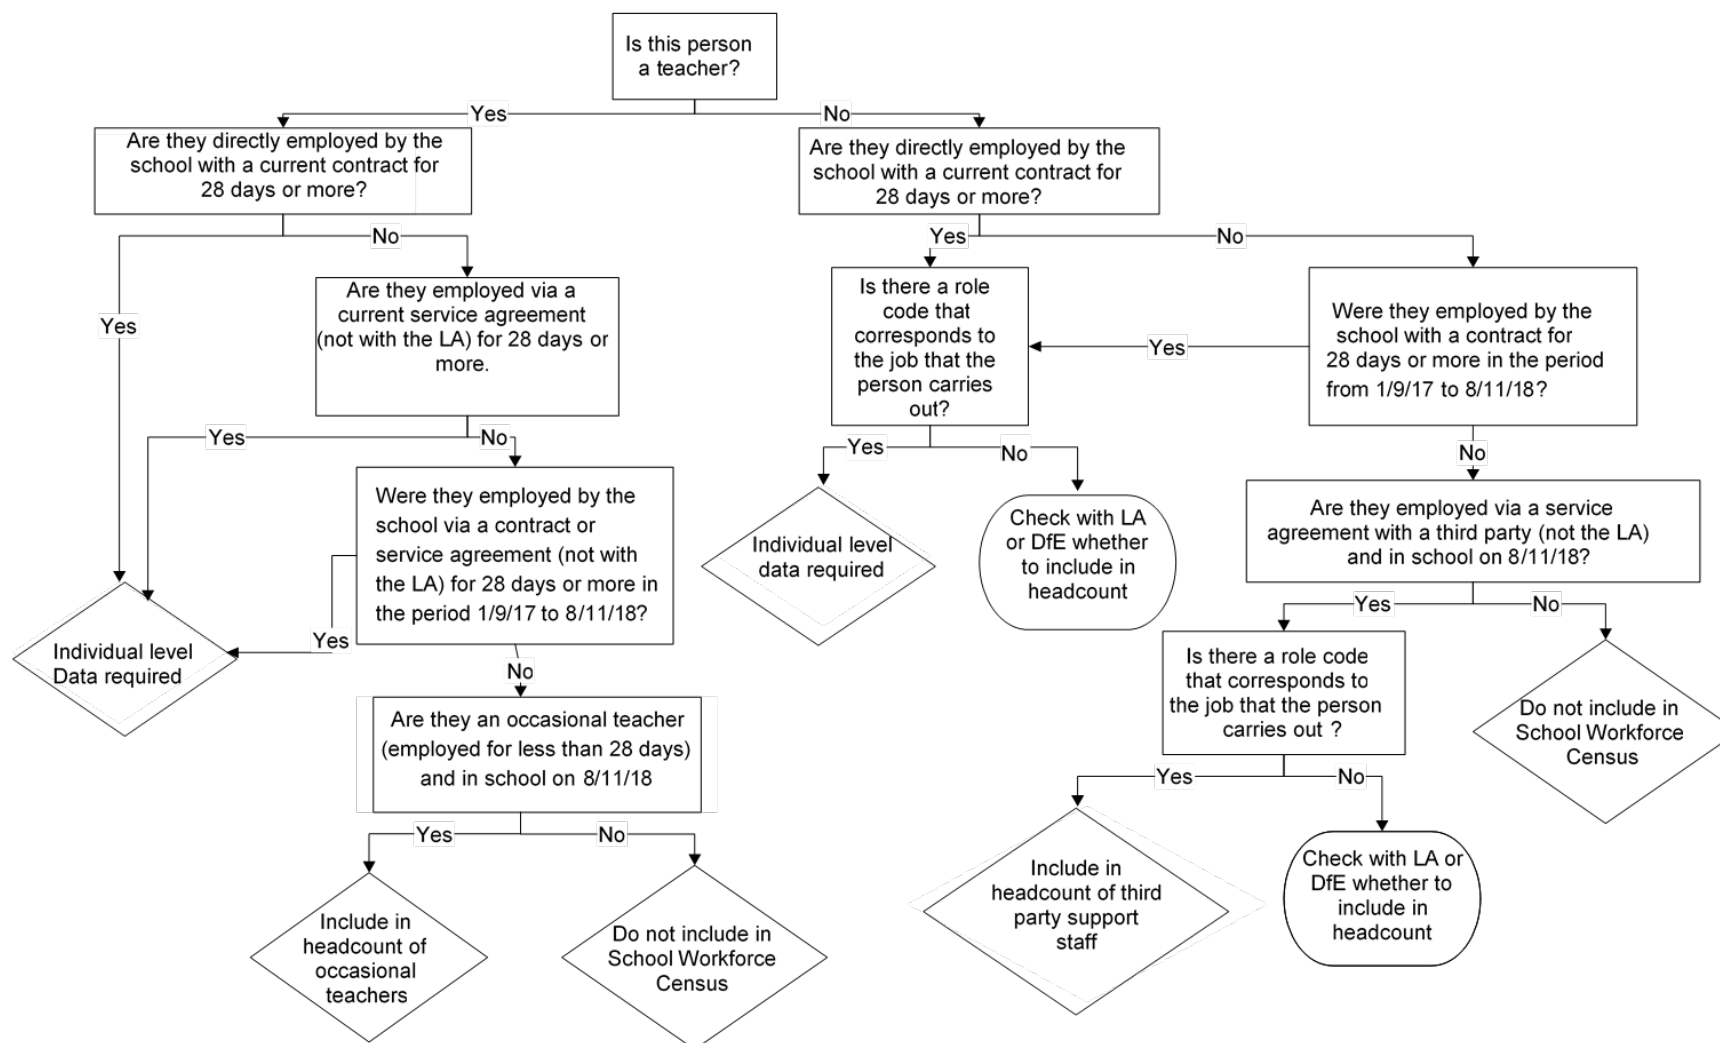 Is this person
a teacher?
Yes
No
Are they directly employed by the
school with a current contract for
28 days or more?
Are they directly employed by the
school with a current contract for
28 days or more?
No
Yes
No
Yes
Are they employed via a
current service agreement
(not with the LA) for 28 days or
more.
Is there a role
code that
corresponds to
the job that the
person carries
out?
Yes
Were they employed by the
school with a contract for
28 days or more in the period
from 1/9/17 to 8/11/18?
Yes
No
Yes
No
No
Were they employed by the
school via a contract or
service agreement (not with
the LA) for 28 days or more in
the period 1/9/17 to 8/11/18?
Individual level
data required
Check with LA
or DfE whether
to include in
headcount
Are they employed via a service
agreement with a third party (not the LA)
and in school on 8/11/18?
Yes
No
Yes
No
Individual level
Data required
Is there a role code
that corresponds to
the job that the person
carries out ?
Do not include in
School Workforce
Census
Are they an occasional teacher
(employed for less than 28 days)
and in school on 8/11/18
Yes
No
Yes
No
Include in
headcount of
occasional
teachers
Do not include in
School Workforce
Census
Include in
headcount of third
party support
staff
Check with LA or
DfE whether to
include in
headcount